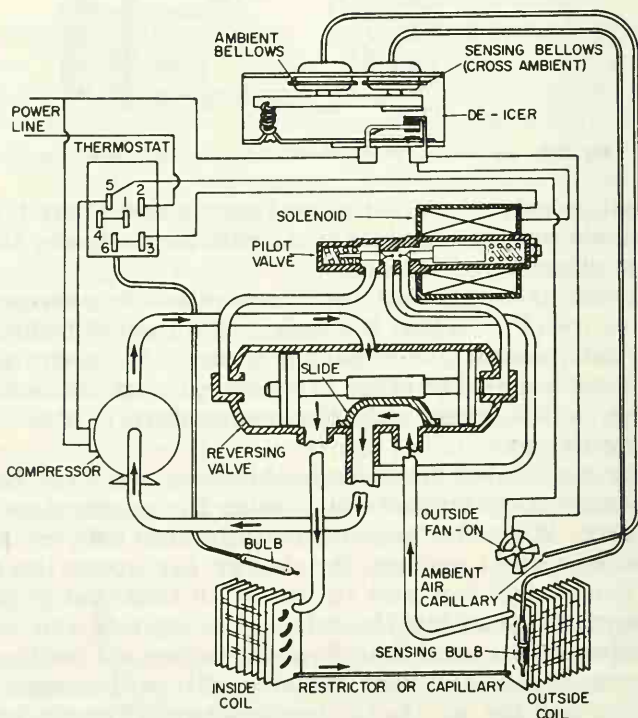 AMBIENT
BELLOWS
SENSING BELLOWS
(CROSS AMBIENT)
DE-ICER
POWER
LINE
THERMOSTAT
5
2
1
4
6
3
SOLENOID
PILOT
VALVE
SLIDE
REVERSING
VALVE
COMPRESSOR
BULB
OUTSIDE
FAN-ON
AMBIENT
AIR
CAPILLARY
SENSING BULB
INSIDE
COIL
RESTRICTOR OR CAPILLARY
OUTSIDE
COIL